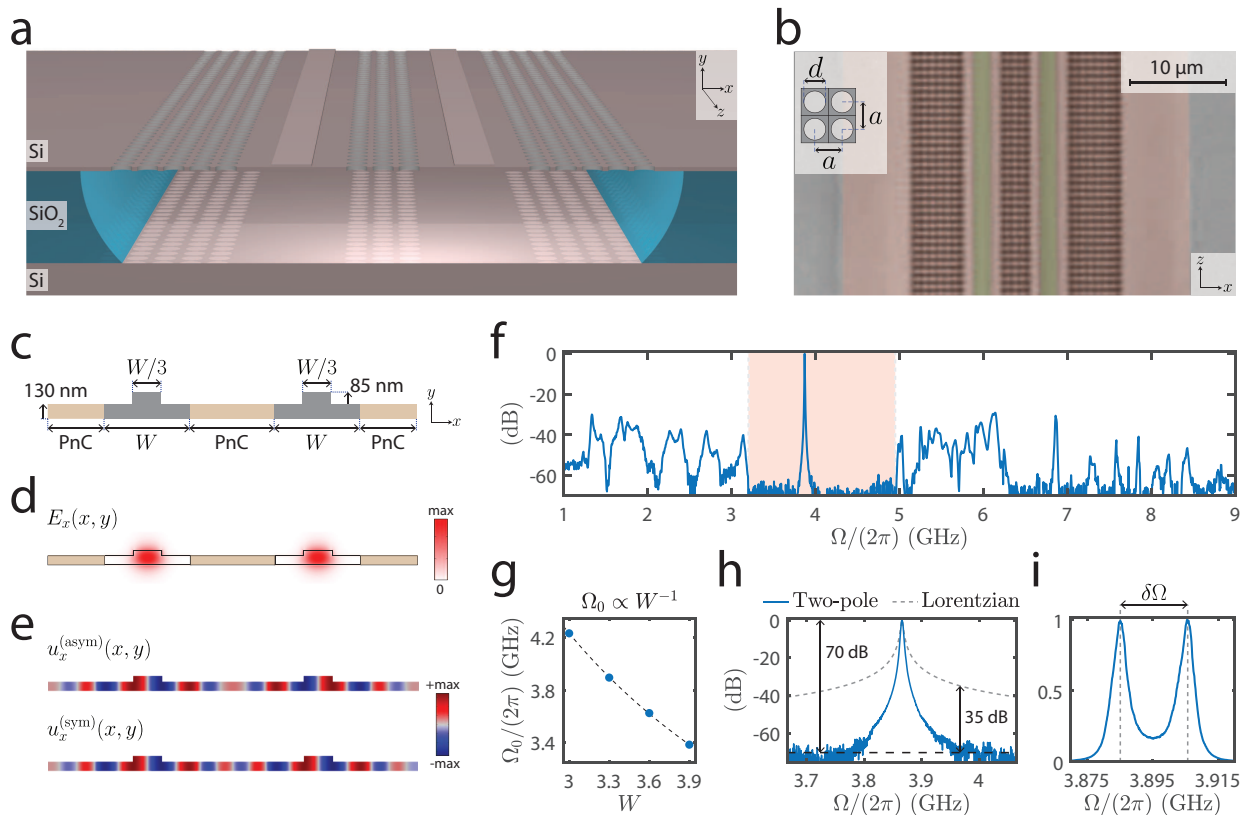 a
y
x
z
Si
SiO2
Si
b
d
a
a
10 μm
z
x
c
W/3
W/3
130 nm
85 nm
y
x
PnC
W
PnC
W
PnC
d
Ex(x, y)
max
0
e
ux(asym)(x, y)
ux(sym)(x, y)
+max
-max
f
0
-20
-40
-60
(dB)
1 2 3 4 5 6 7 8 9
Ω/(2π) (GHz)
g
Ω0 ∝ W−1
4.2
3.8
3.4
Ω0/(2π) (GHz)
3 3.3 3.6 3.9
W
h
Two-pole
Lorentzian
0
-20
-40
-60
(dB)
70 dB
35 dB
3.7 3.8 3.9 4
Ω/(2π) (GHz)
i
δΩ
1
0.5
0
3.875 3.895 3.915
Ω/(2π) (GHz)